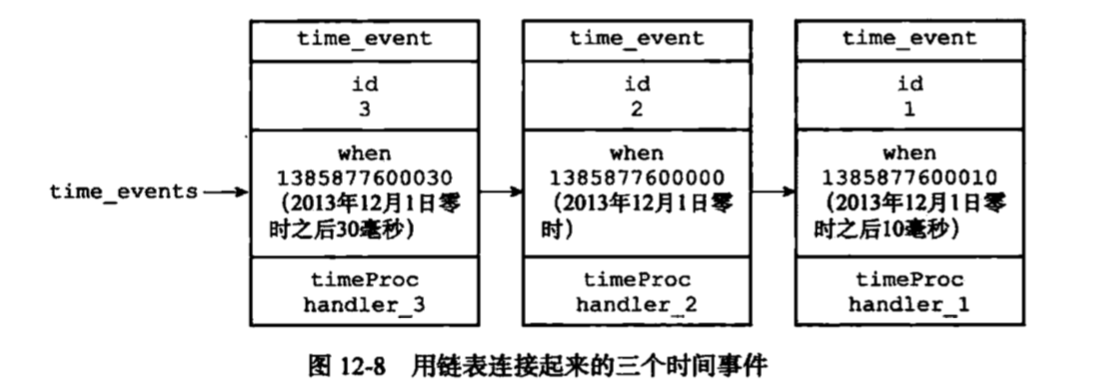 time_event
id
3
when
1385877600030
（2013年12月1日零
时之后30毫秒）
timeProc
handler_3
time_event
id
2
when
1385877600000
（2013年12月1日零
时）
timeProc
handler_2
time_event
id
1
when
1385877600010
（2013年12月1日零
时之后10毫秒）
timeProc
handler_1
time_events
图 12-8 用链表连接起来的三个时间事件